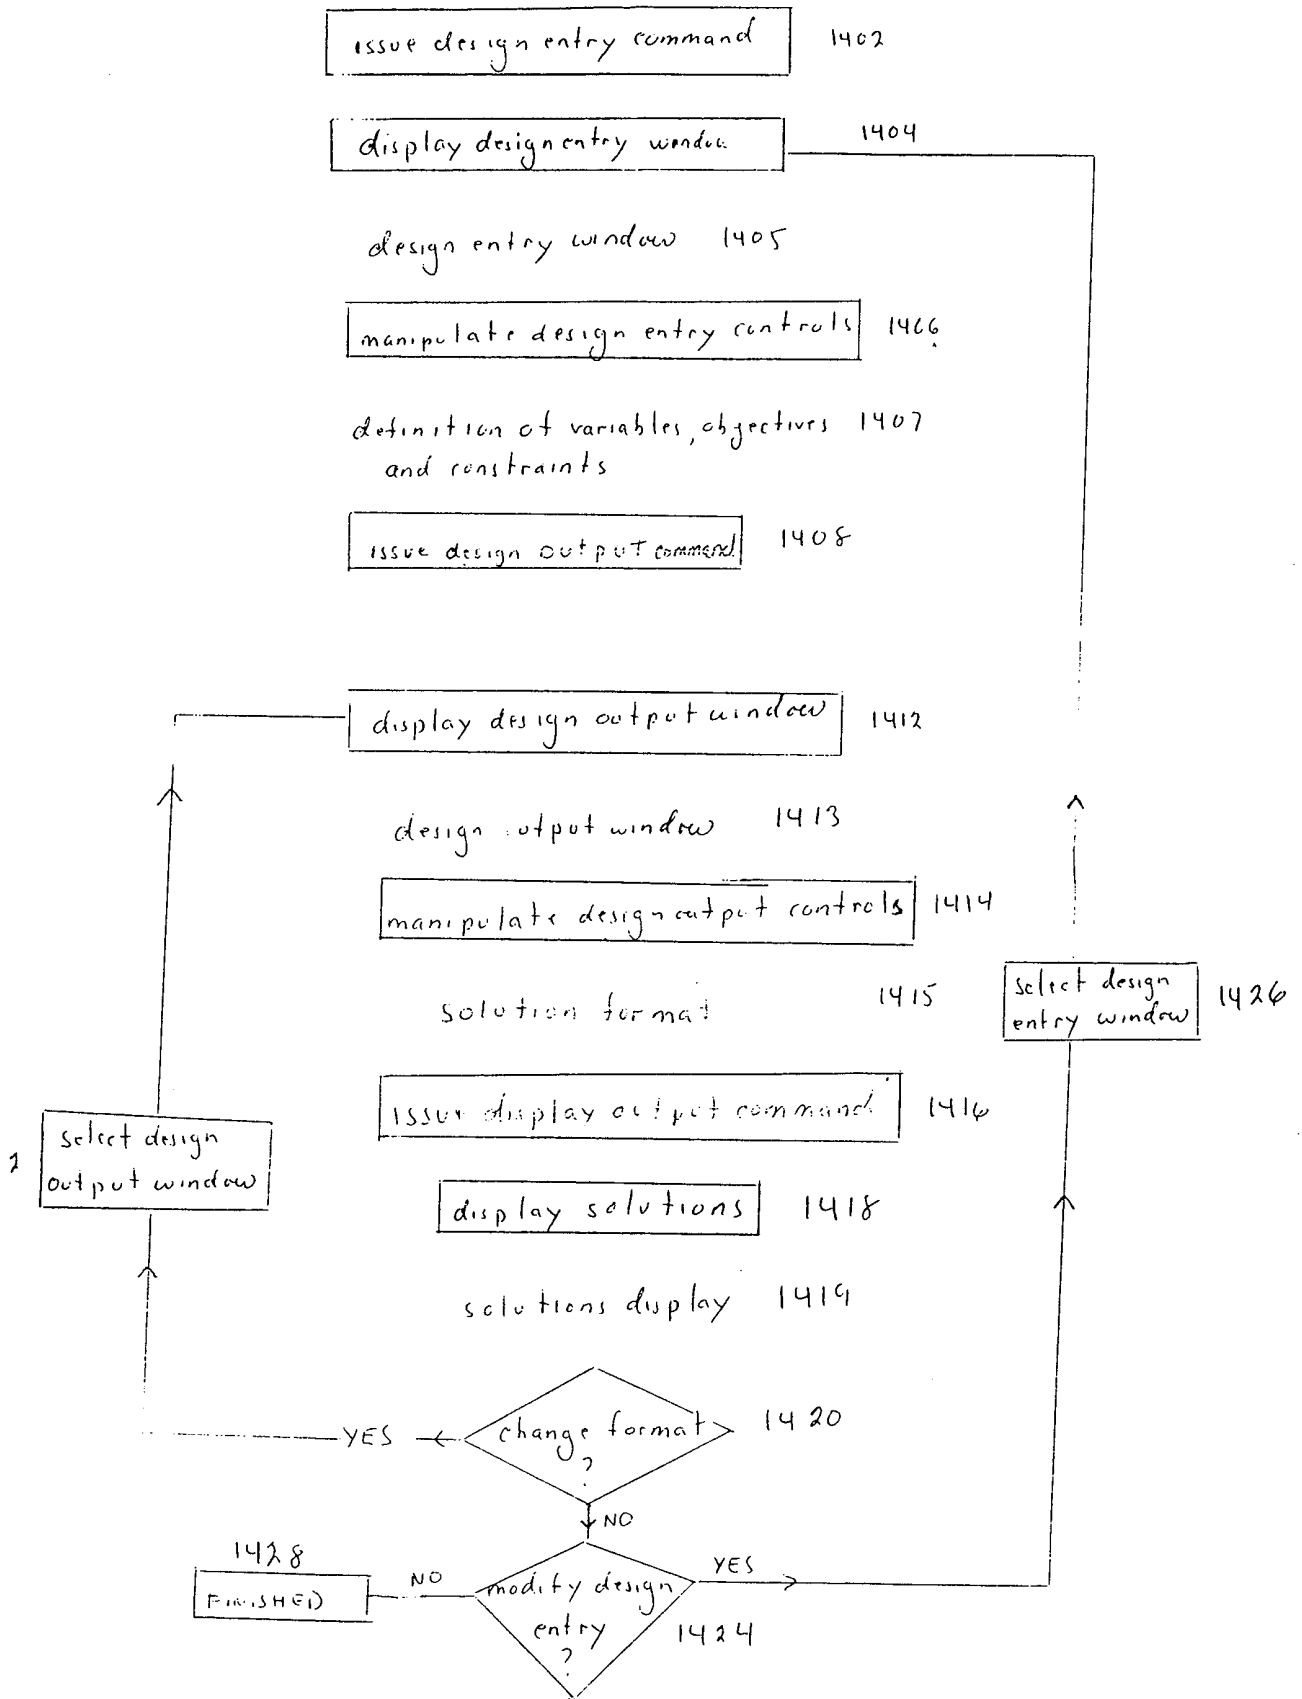 issue design entry command 1402
display design entry window 1404
design entry window 1405
manipulate design entry controls 1406
definition of variables, objectives 1407
and constraints
issue design output command 1408
display design output window 1412
design output window 1413
manipulate design output controls 1414
solution format 1415
select design
entry window 1426
issue display output command 1416
2 select design
output window
display solutions 1418
solutions display 1419
change format 1420
?
YES
NO
1428
FINISHED
NO
modify design
entry
?
1424
YES